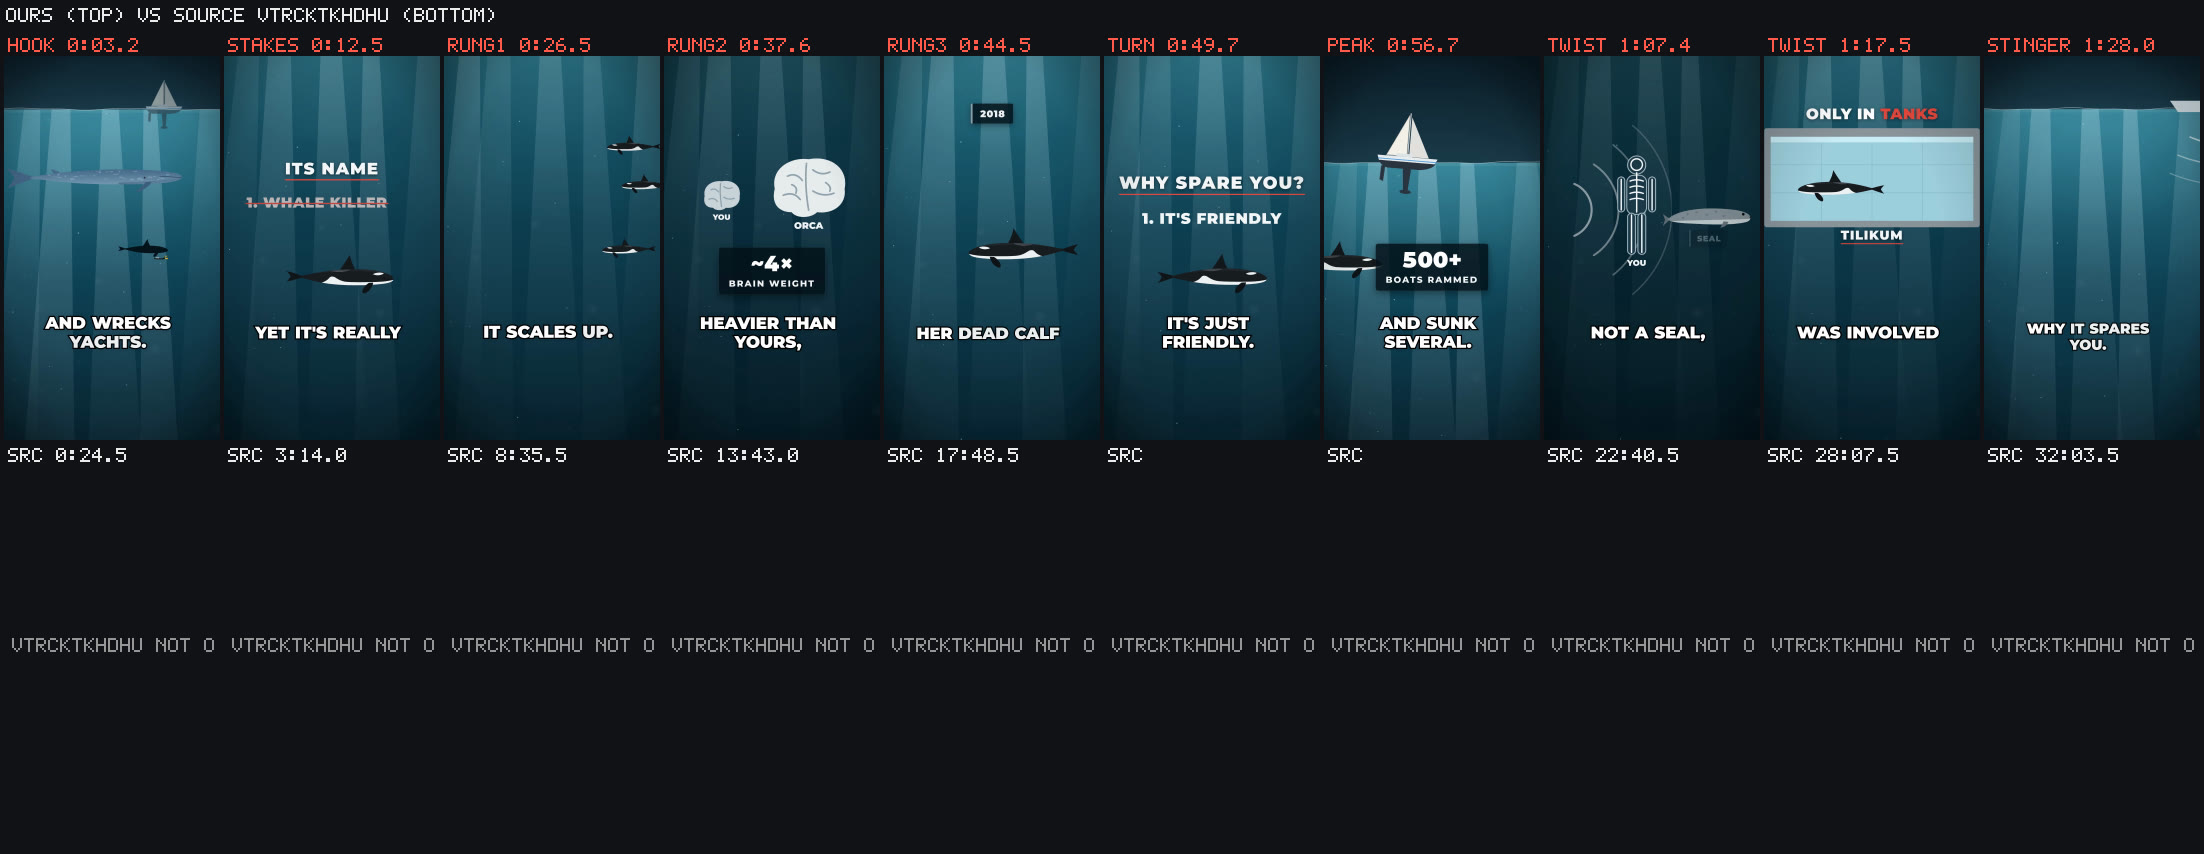 OURS (TOP) VS SOURCE VTRCKTKHDHU (BOTTOM)
HOOK 0:03.2
AND WRECKS
YACHTS.
STAKES 0:12.5
ITS NAME
1. WHALE KILLER
YET IT'S REALLY
RUNG1 0:26.5
IT SCALES UP.
RUNG2 0:37.6
YOU
ORCA
~4×
BRAIN WEIGHT
HEAVIER THAN
YOURS,
RUNG3 0:44.5
2018
HER DEAD CALF
TURN 0:49.7
WHY SPARE YOU?
1. IT'S FRIENDLY
IT'S JUST
FRIENDLY.
PEAK 0:56.7
500+
BOATS RAMMED
AND SUNK
SEVERAL.
TWIST 1:07.4
SEAL
YOU
NOT A SEAL,
TWIST 1:17.5
ONLY IN TANKS
TILIKUM
WAS INVOLVED
STINGER 1:28.0
WHY IT SPARES
YOU.
SRC 0:24.5
SRC 3:14.0
SRC 8:35.5
SRC 13:43.0
SRC 17:48.5
SRC
SRC
SRC 22:40.5
SRC 28:07.5
SRC 32:03.5
VTRCKTKHDHU NOT O
VTRCKTKHDHU NOT O
VTRCKTKHDHU NOT O
VTRCKTKHDHU NOT O
VTRCKTKHDHU NOT O
VTRCKTKHDHU NOT O
VTRCKTKHDHU NOT O
VTRCKTKHDHU NOT O
VTRCKTKHDHU NOT O
VTRCKTKHDHU NOT O